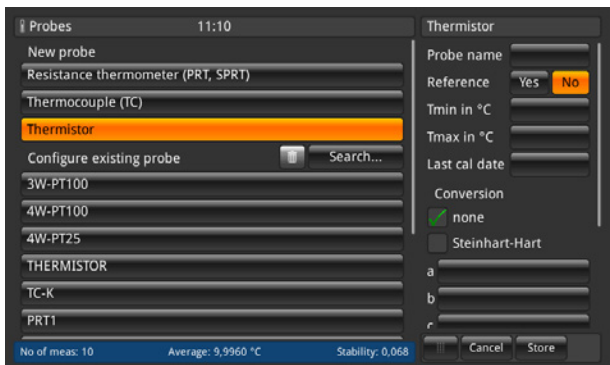 Probes 11:10
New probe
Resistance thermometer (PRT, SPRT)
Thermocouple (TC)
Thermistor
Configure existing probe Search...
3W-PT100
4W-PT100
4W-PT25
THERMISTOR
TC-K
PRT1
No of meas: 10 Average: 9,9960 °C Stability: 0,068
Thermistor
Probe name
Reference Yes No
Tmin in °C
Tmax in °C
Last cal date
Conversion
none
Steinhart-Hart
a
b
Cancel Store